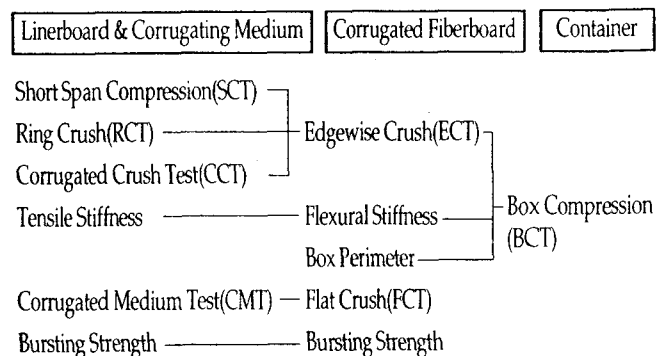 Linerboard & Corrugating Medium Corrugated Fiberboard Container
Short Span Compression(SCT)
Ring Crush(RCT) Edgewise Crush(ECT)
Corrugated Crush Test(CCT)
Tensile Stiffness Flexural Stiffness Box Compression
(BCT)
Box Perimeter
Corrugated Medium Test(CMT) Flat Crush(FCT)
Bursting Strength Bursting Strength